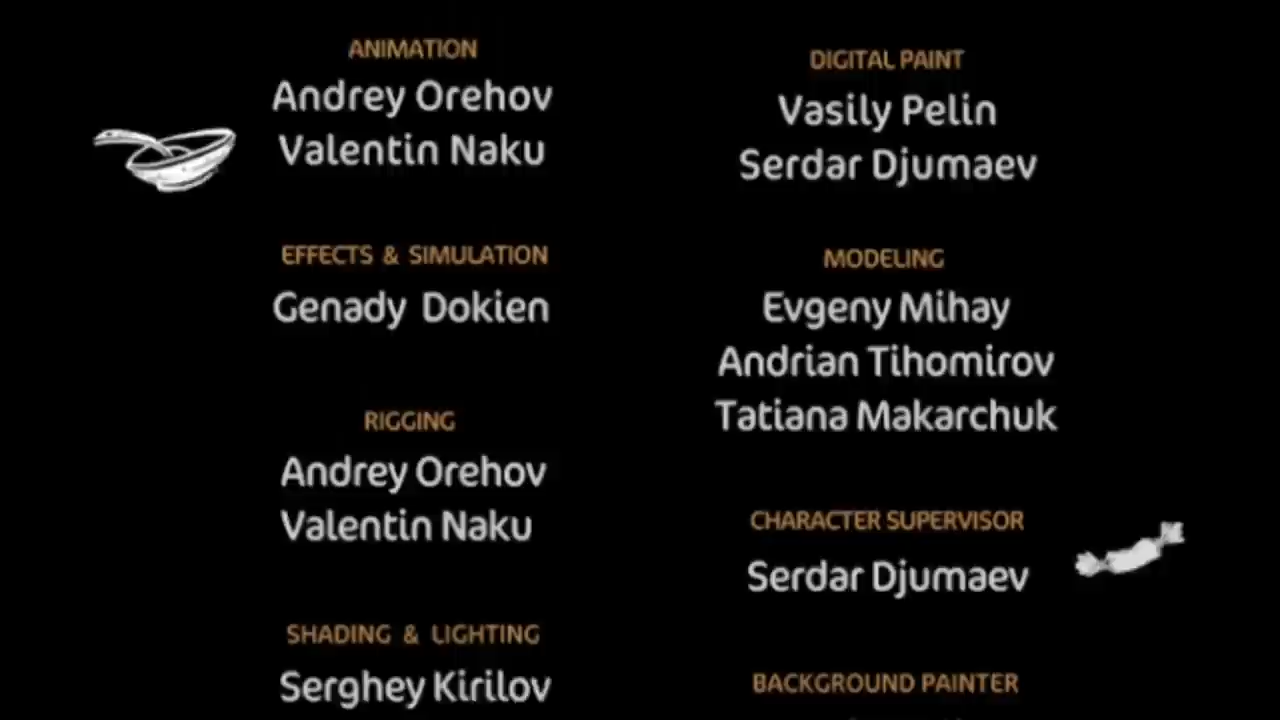 ANIMATION
Andrey Orehov
Valentin Naku
EFFECTS & SIMULATION
Genady Dokien
RIGGING
Andrey Orehov
Valentin Naku
SHADING & LIGHTING
Serghey Kirilov
DIGITAL PAINT
Vasily Pelin
Serdar Djumaev
MODELING
Evgeny Mihay
Andrian Tihomirov
Tatiana Makarchuk
CHARACTER SUPERVISOR
Serdar Djumaev
BACKGROUND PAINTER